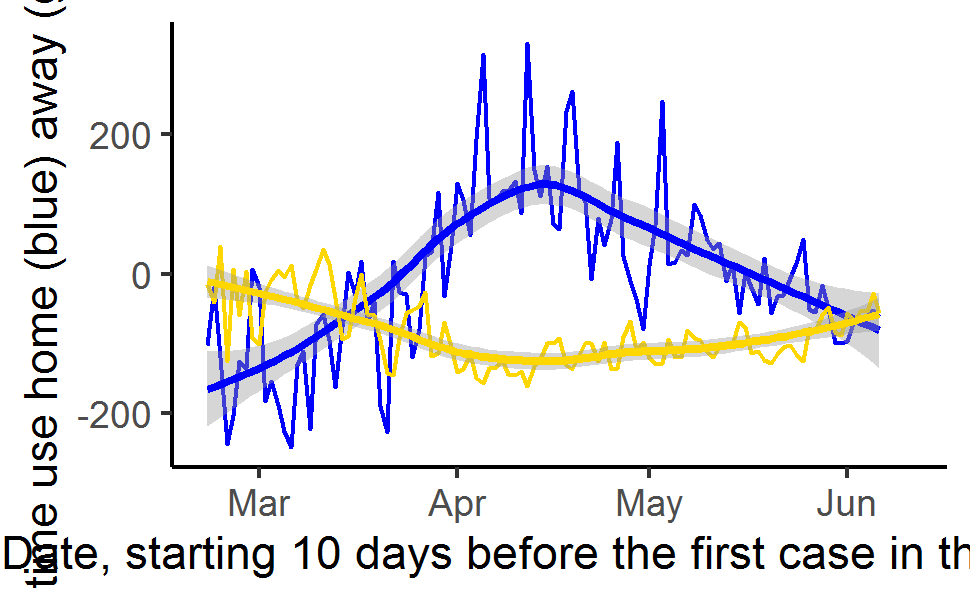 time use home (blue) away (
200
0
-200
Mar Apr May Jun
Date, starting 10 days before the first case in th